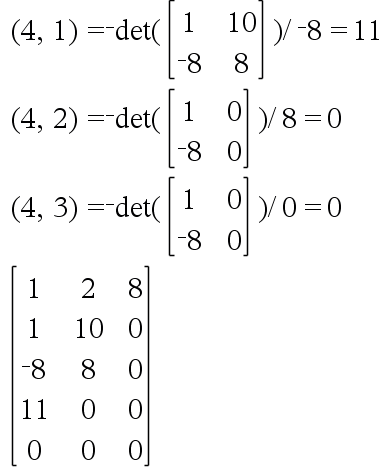 (4, 1) =⁻det([1 10
⁻8 8])/ ⁻8 = 11
(4, 2) =⁻det([1 0
⁻8 0])/ 8 = 0
(4, 3) =⁻det([1 0
⁻8 0])/ 0 = 0
[1 2 8
1 10 0
⁻8 8 0
11 0 0
0 0 0]